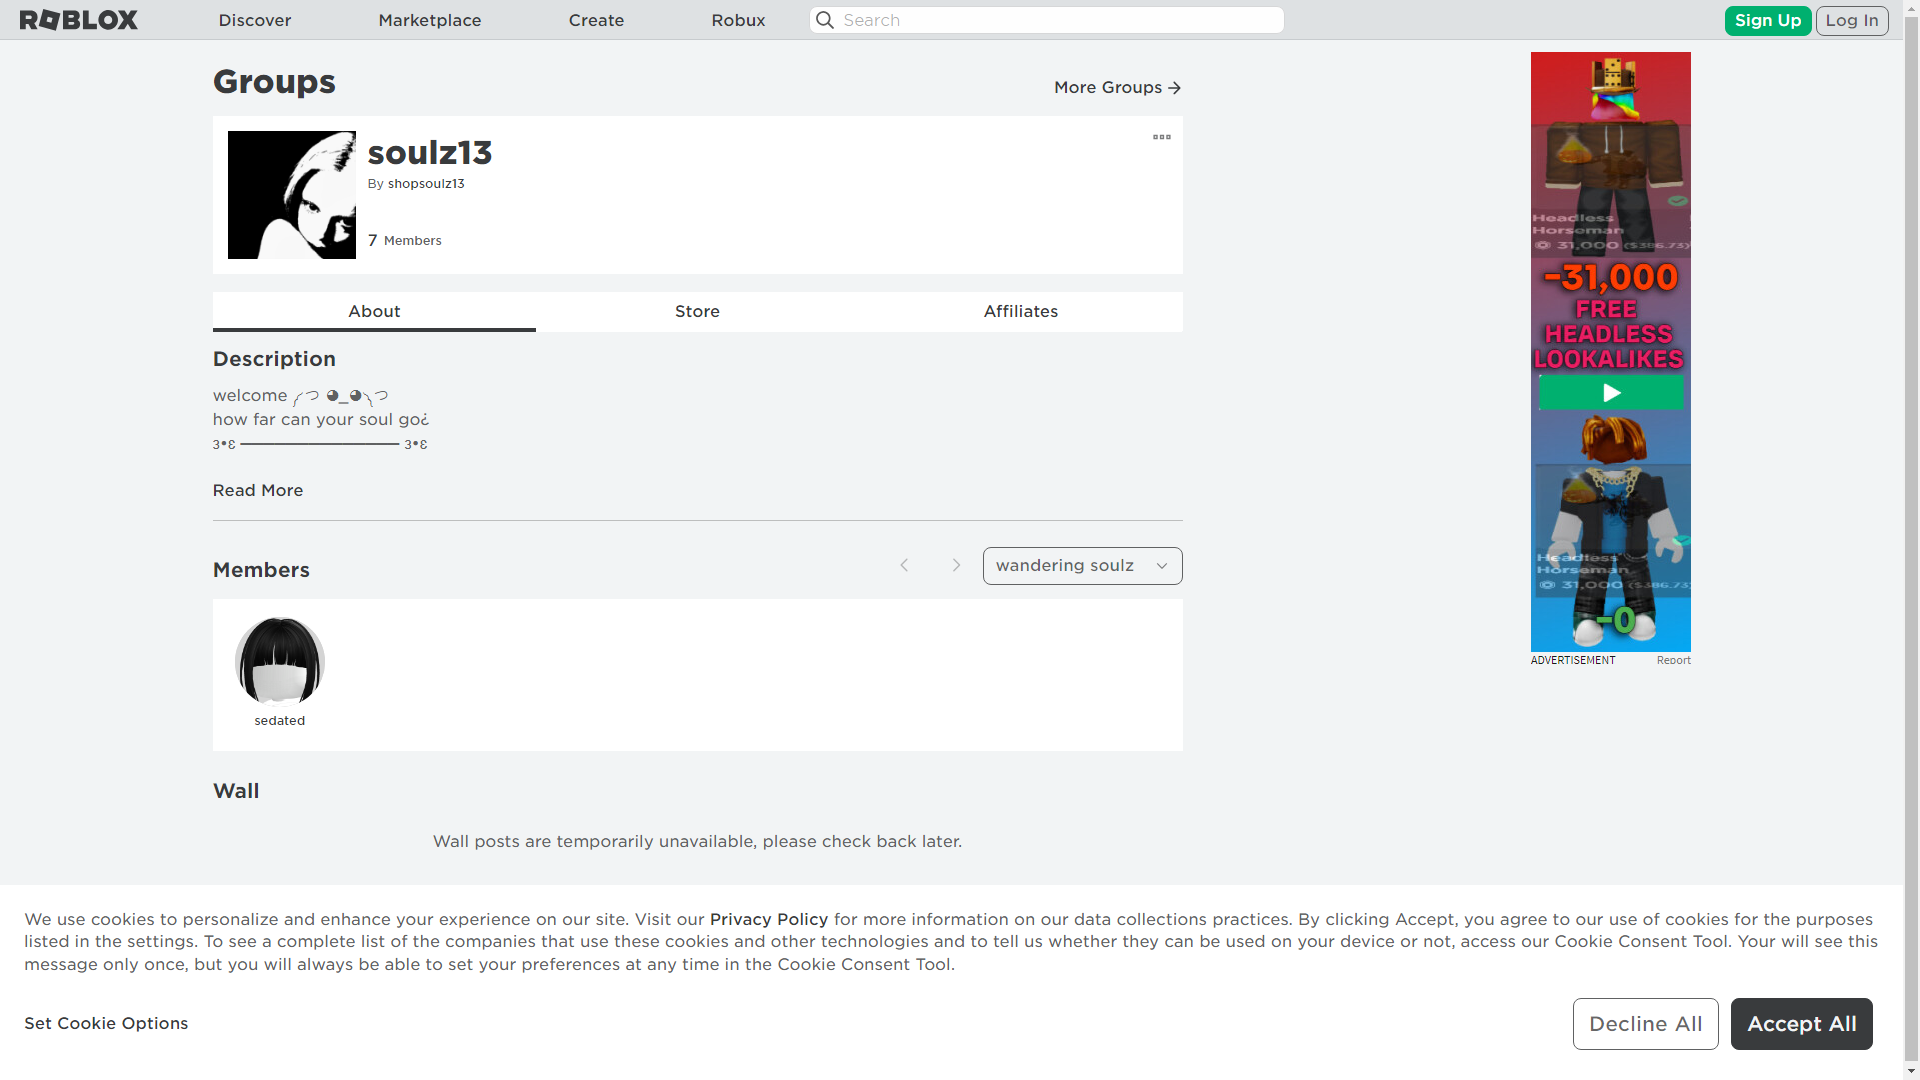 ROBLOX
Discover
Marketplace
Create
Robux
Search
Sign Up
Log In
Groups
More Groups
soulz13
By shopsoulz13
7 Members
About
Store
Affiliates
Description
welcome ╭つ ◕_◕╮つ
how far can your soul go¿
ვ•ɛ ━━━━━━━━━━━━━━ ვ•ɛ
Read More
Members
wandering soulz
sedated
Wall
Wall posts are temporarily unavailable, please check back later.
Headless
Horseman
31,000 ($386.73)
-31,000
FREE
HEADLESS
LOOKALIKES
Headless
Horseman
31,000 ($386.73)
-0
ADVERTISEMENT
Report
We use cookies to personalize and enhance your experience on our site. Visit our Privacy Policy for more information on our data collections practices. By clicking Accept, you agree to our use of cookies for the purposes
listed in the settings. To see a complete list of the companies that use these cookies and other technologies and to tell us whether they can be used on your device or not, access our Cookie Consent Tool. Your will see this
message only once, but you will always be able to set your preferences at any time in the Cookie Consent Tool.
Set Cookie Options
Decline All
Accept All